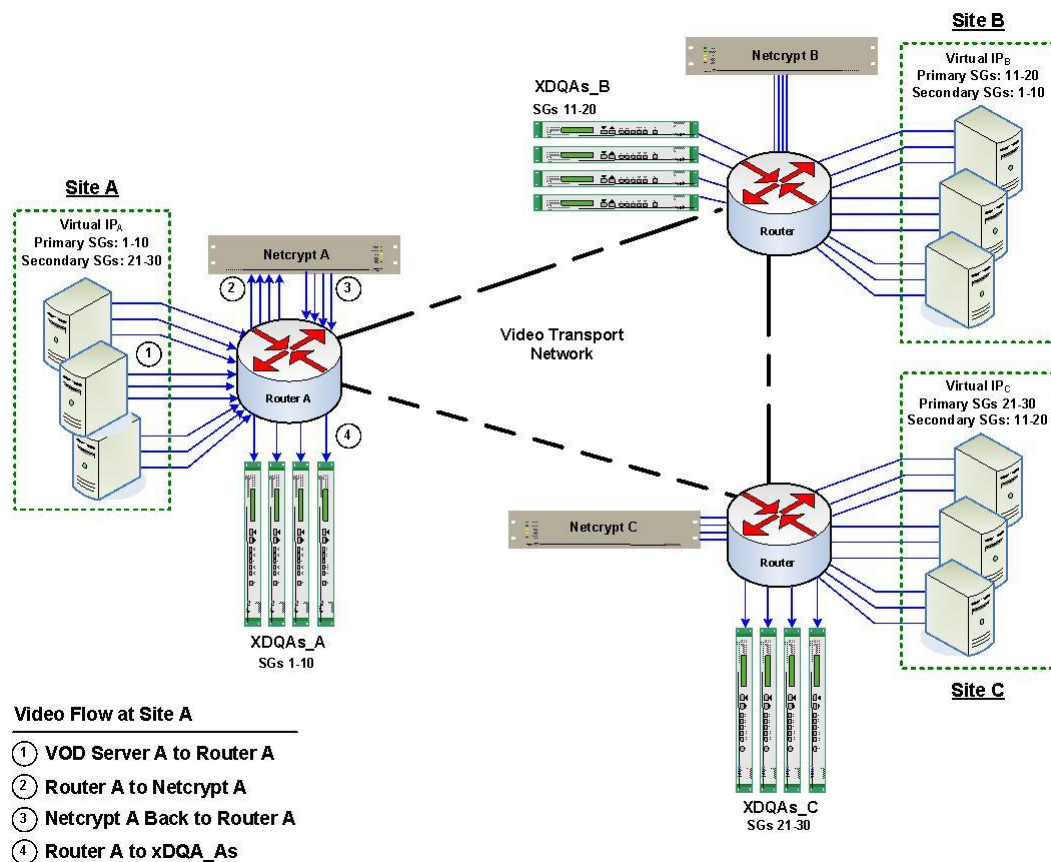 Site B
Netcrypt B
Virtual IPB
Primary SGs: 11-20
Secondary SGs: 1-10
XDQAs_B
SGs 11-20
Router
Site A
Virtual IPA
Primary SGs: 1-10
Secondary SGs: 21-30
Netcrypt A
2
3
1
Router A
4
Video Transport
Network
XDQAs_A
SGs 1-10
Virtual IPC
Primary SGs 21-30
Secondary SGs: 11-20
Netcrypt C
Router
Site C
XDQAs_C
SGs 21-30
Video Flow at Site A
1 VOD Server A to Router A
2 Router A to Netcrypt A
3 Netcrypt A Back to Router A
4 Router A to xDQA_As